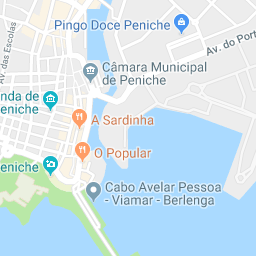 Pingo Doce Peniche
Av. do Port
Av. das Escolas
Câmara Municipal
de Peniche
nda de
eniche
A Sardinha
O Popular
Peniche
Cabo Avelar Pessoa
- Viamar - Berlenga